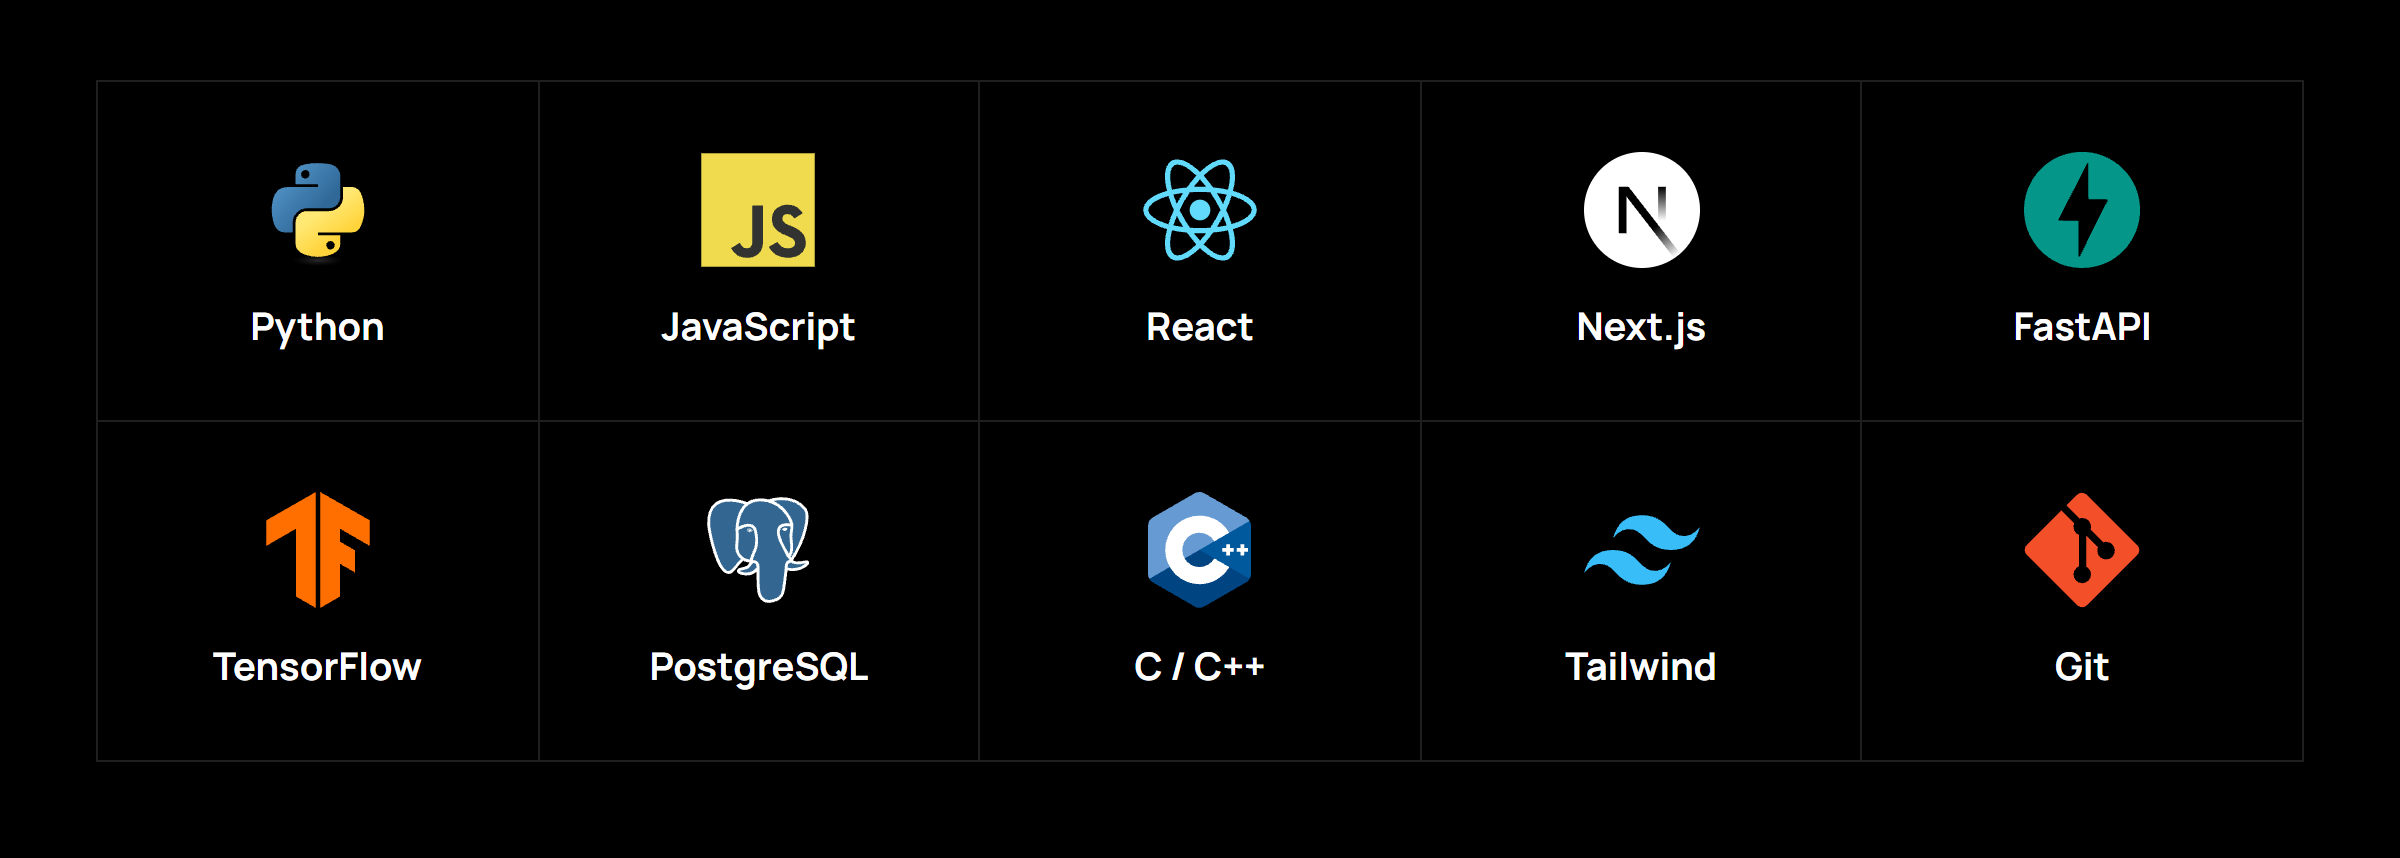 JS
N
Python
JavaScript
React
Next.js
FastAPI
C ++
TensorFlow
PostgreSQL
C / C++
Tailwind
Git